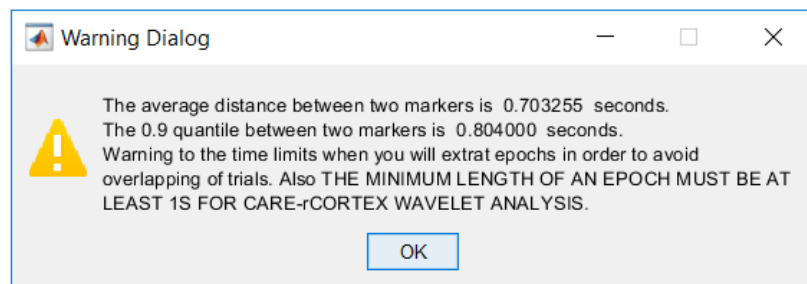 Warning Dialog
The average distance between two markers is 0.703255 seconds.
The 0.9 quantile between two markers is 0.804000 seconds.
Warning to the time limits when you will extrat epochs in order to avoid
overlapping of trials. Also THE MINIMUM LENGTH OF AN EPOCH MUST BE AT
LEAST 1S FOR CARE-rCORTEX WAVELET ANALYSIS.
OK